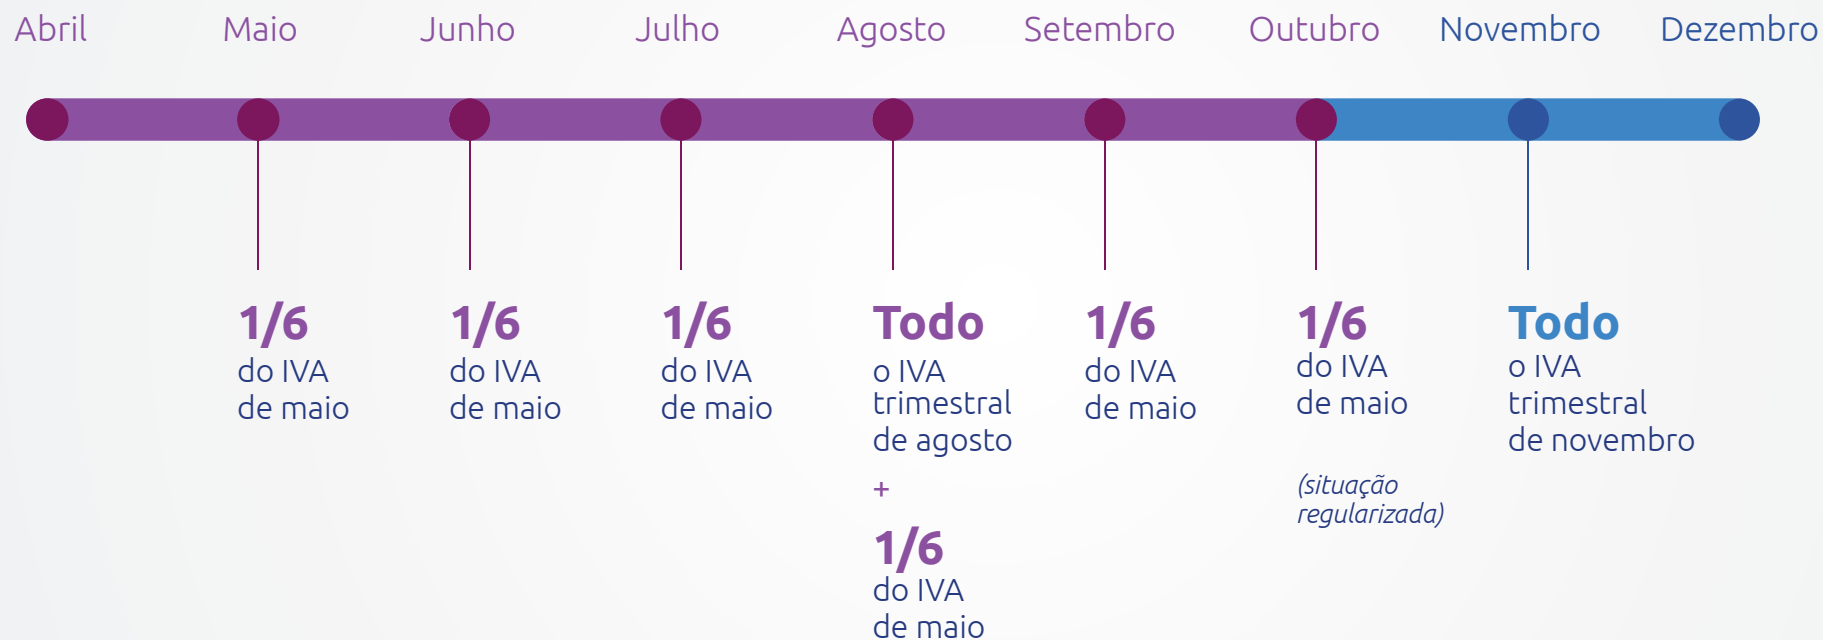 Abril Maio Junho Julho Agosto Setembro Outubro Novembro Dezembro
1/6
do IVA
de maio
1/6
do IVA
de maio
1/6
do IVA
de maio
Todo
o IVA
trimestral
de agosto
+
1/6
do IVA
de maio
1/6
do IVA
de maio
1/6
do IVA
de maio
(situação
regularizada)
Todo
o IVA
trimestral
de novembro